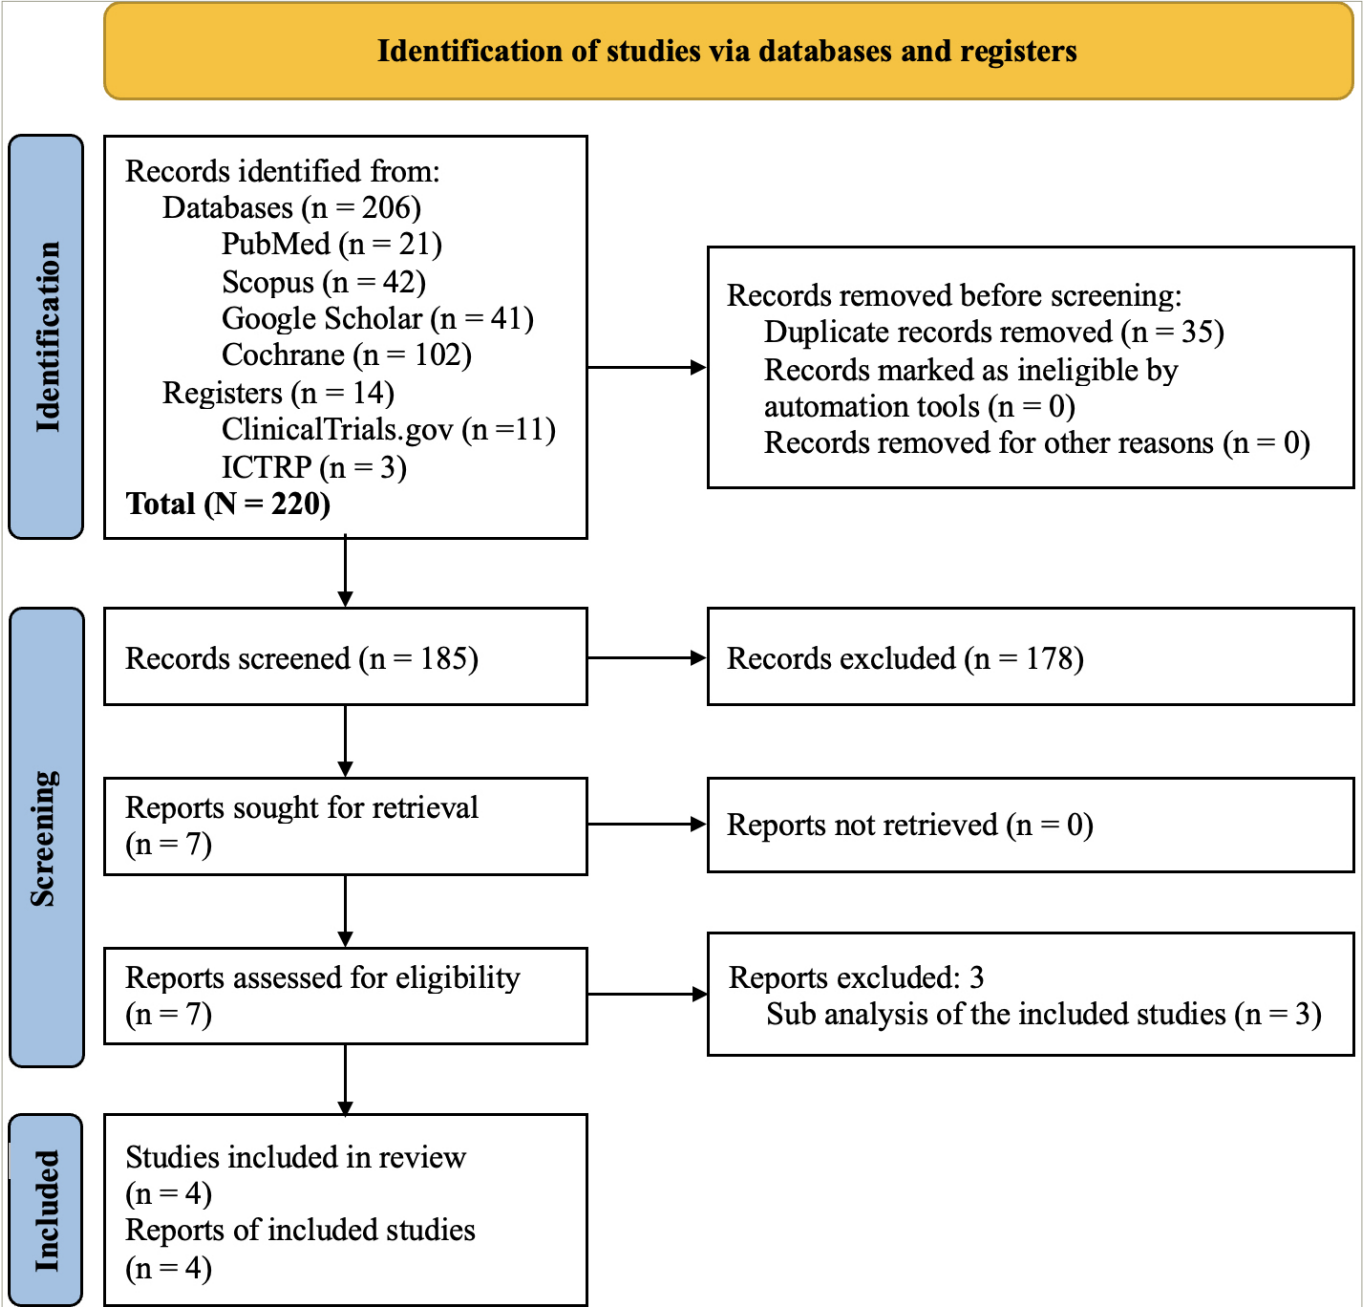 Identification of studies via databases and registers
Identification
Records identified from:
Databases (n = 206)
PubMed (n = 21)
Scopus (n = 42)
Google Scholar (n = 41)
Cochrane (n = 102)
Registers (n = 14)
ClinicalTrials.gov (n =11)
ICTRP (n = 3)
Total (N = 220)
Records removed before screening:
Duplicate records removed (n = 35)
Records marked as ineligible by
automation tools (n = 0)
Records removed for other reasons (n = 0)
Screening
Records screened (n = 185)
Records excluded (n = 178)
Reports sought for retrieval
(n = 7)
Reports not retrieved (n = 0)
Reports assessed for eligibility
(n = 7)
Reports excluded: 3
Sub analysis of the included studies (n = 3)
Included
Studies included in review
(n = 4)
Reports of included studies
(n = 4)